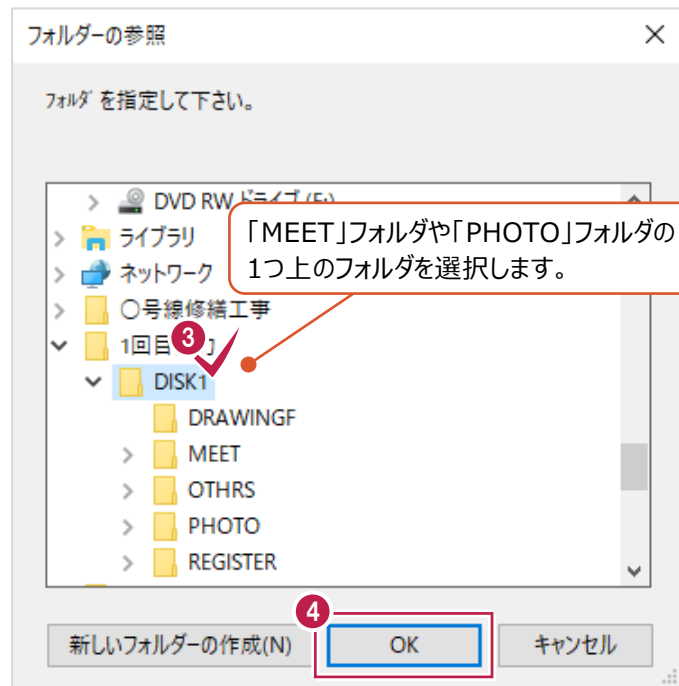 フォルダーの参照
フォルダを指定して下さい。
DVD RW ドライブ (F:)
ライブラリ
「MEET」フォルダや「PHOTO」フォルダの
1つ上のフォルダを選択します。
ネットワーク
〇号線修繕工事
3
1回目
DISK1
DRAWINGF
MEET
OTHRS
PHOTO
REGISTER
4
新しいフォルダーの作成(N)
OK
キャンセル